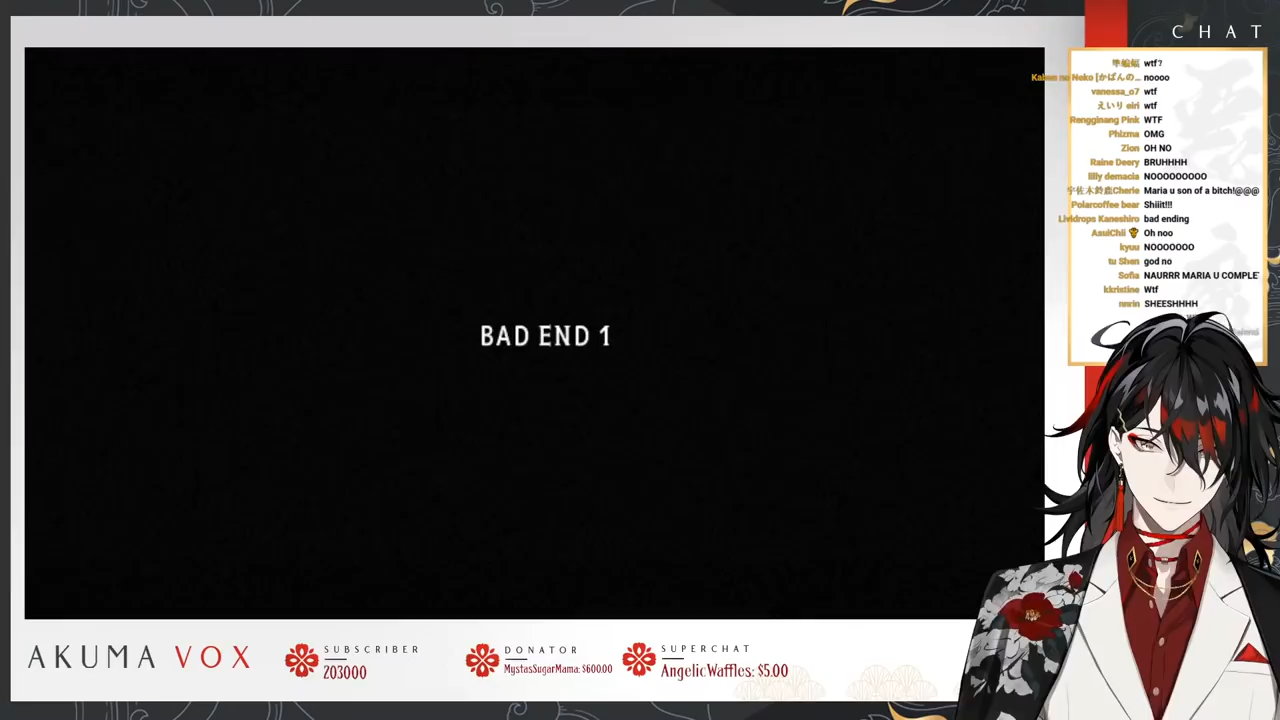 CHAT
wtf?
Kaban no Neko [かばんの... noooo
vanessa_o7 wtf
えいり eiri wtf
Rengginang Pink WTF
Phizma OMG
Zion OH NO
Raine Deery BRUHHHH
lilly demacia NOOOOOOOOO
宇佐木鈴鹿Cherie Maria u son of a bitch!@@@
Polarcoffee bear Shiiit!!!
Lividrops Kaneshiro bad ending
AsuiChii Oh noo
kyuu NOOOOOOO
tu Shen god no
Sofia NAURRR MARIA U COMPLE
kkristine Wtf
nnrin SHEESHHHH
BAD END 1
AKUMA VOX
SUBSCRIBER
203000
DONATOR
MystasSugarMama: $600.00
SUPERCHAT
AngelicWaffles: $5.00